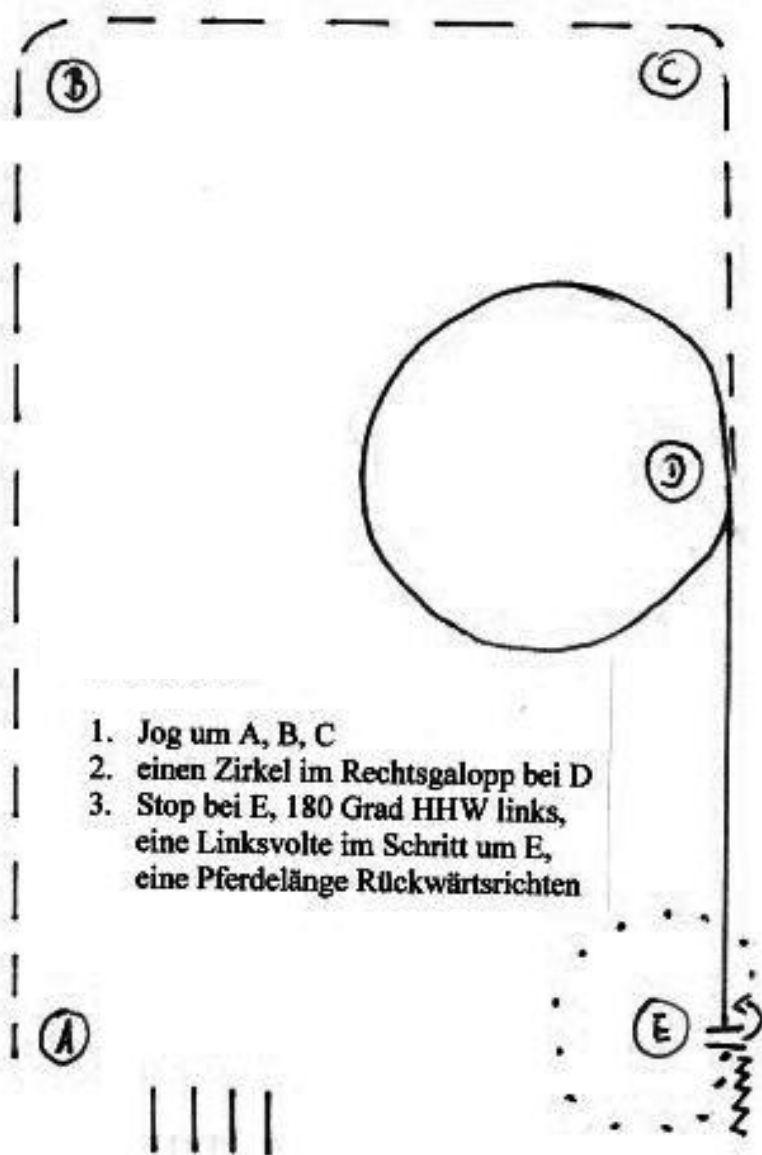 B
C
D
1. Jog um A, B, C
2. einen Zirkel im Rechtsgalopp bei D
3. Stop bei E, 180 Grad HHW links,
eine Linksvolte im Schritt um E,
eine Pferdelänge Rückwärtsrichten
A
E